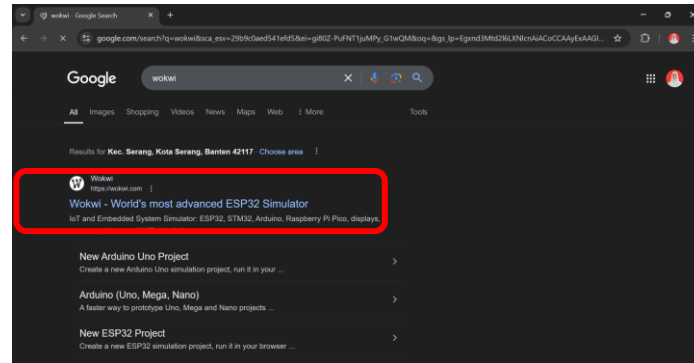 wokwi - Google Search
google.com/search?q=wokwi&sca_esv=29b9c0aed541efd5&ei=gi80Z-PuFNT1juMPy_G1wQM&oq=&gs_lp=Egxnd3Mtd2l6LXNlcnAiACoCCAAyExAAGI...
Google
wokwi
All Images Shopping Videos News Maps Web More Tools
Results for Kec. Serang, Kota Serang, Banten 42117 · Choose area
Wokwi
https://wokwi.com
Wokwi - World's most advanced ESP32 Simulator
IoT and Embedded System Simulator: ESP32, STM32, Arduino, Raspberry Pi Pico, displays,
New Arduino Uno Project
Create a new Arduino Uno simulation project, run it in your ...
Arduino (Uno, Mega, Nano)
A faster way to prototype Uno, Mega and Nano projects ...
New ESP32 Project
Create a new ESP32 simulation project, run it in your browser ...